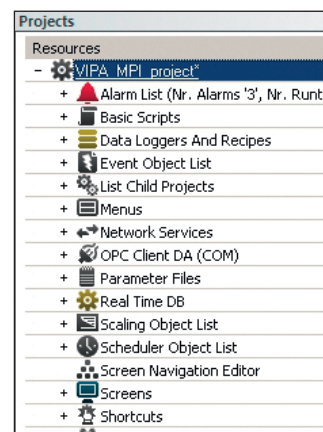 Projects
Resources
- VIPA_MPI_project*
+ Alarm List (Nr. Alarms '3', Nr. Runt
+ Basic Scripts
+ Data Loggers And Recipes
+ Event Object List
+ List Child Projects
+ Menus
+ Network Services
+ OPC Client DA (COM)
+ Parameter Files
+ Real Time DB
+ Scaling Object List
+ Scheduler Object List
Screen Navigation Editor
+ Screens
+ Shortcuts